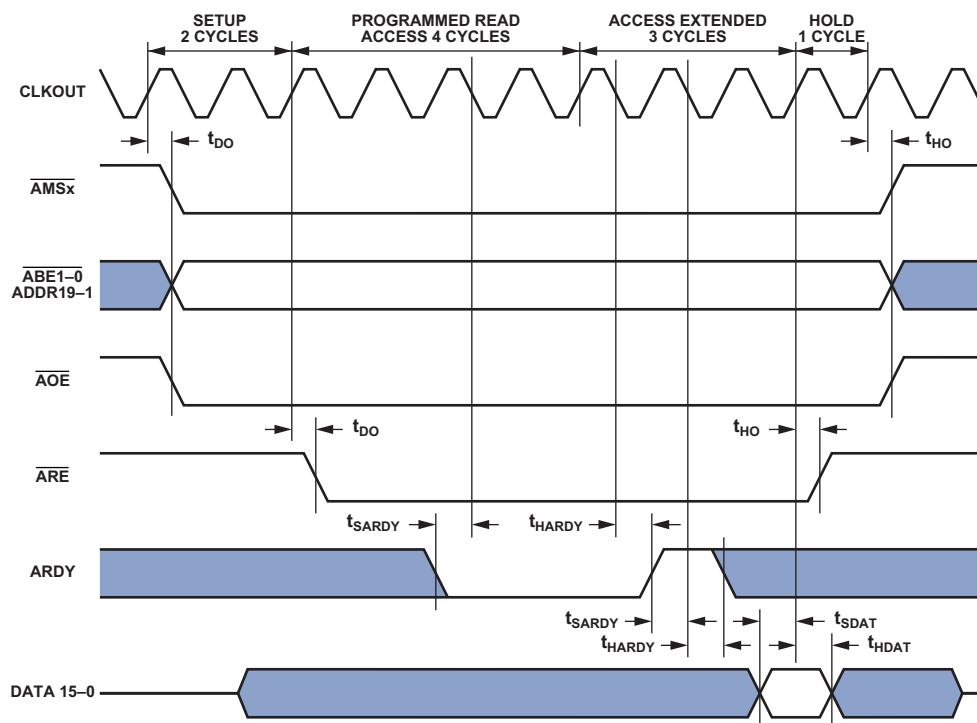 SETUP
2 CYCLES
PROGRAMMED READ
ACCESS 4 CYCLES
ACCESS EXTENDED
3 CYCLES
HOLD
1 CYCLE
CLKOUT
tDO
tHO
AMSx
ABE1–0
ADDR19–1
AOE
tDO
tHO
ARE
tSARDY
tHARDY
ARDY
tSARDY
tSDAT
tHARDY
tHDAT
DATA 15–0